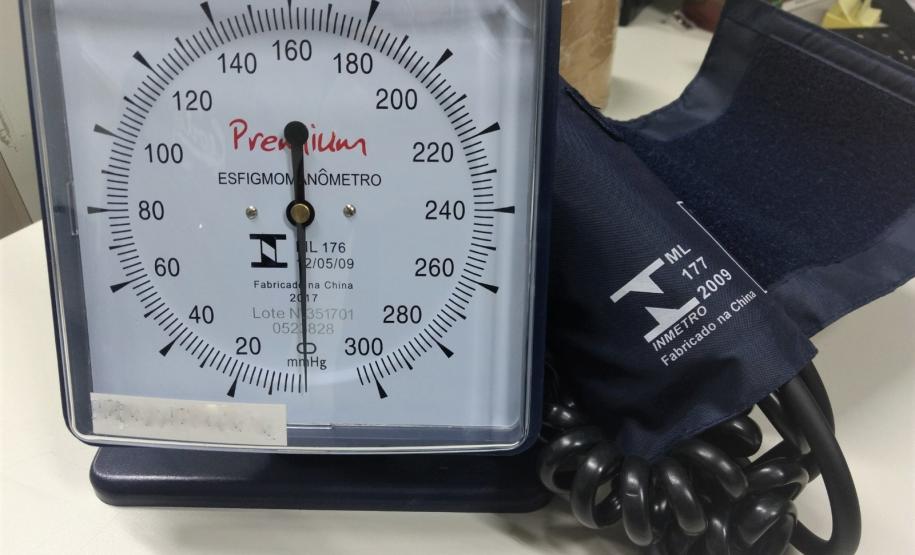 160
140
180
120
200
Premium
100
220
ESFIGMOMANÔMETRO
80
240
ML 176
12/05/09
60
260
Fabricado na China
2017
40
280
Lote Nº351701
20
0
300
mmHg
ML
177
2009
INMETRO
Fabricado na China